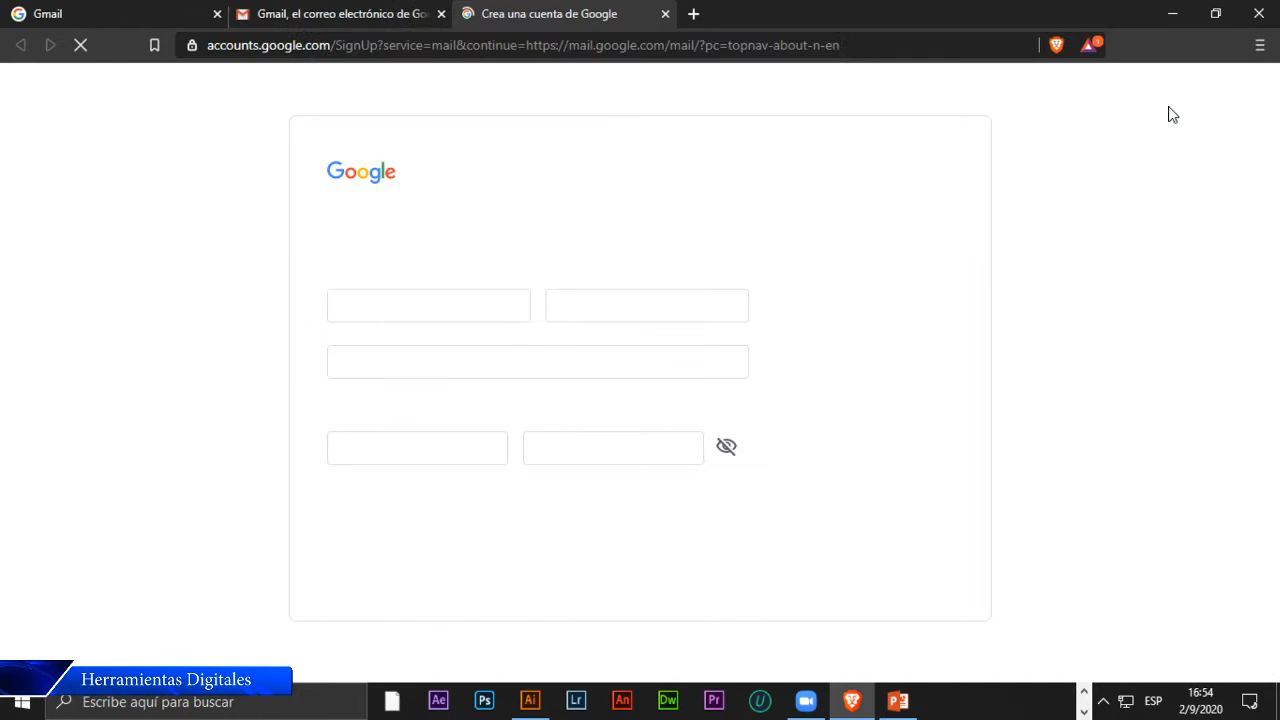 Gmail
Gmail, el correo electrónico de Go
Crea una cuenta de Google
accounts.google.com/SignUp?service=mail&continue=https://mail.google.com/mail/?pc=topnav-about-n-en
1
Google
Herramientas Digitales
Escribe aquí para buscar
Ae
Ps
Ai
Lr
An
Dw
Pr
U
P
ESP
16:54
2/9/2020